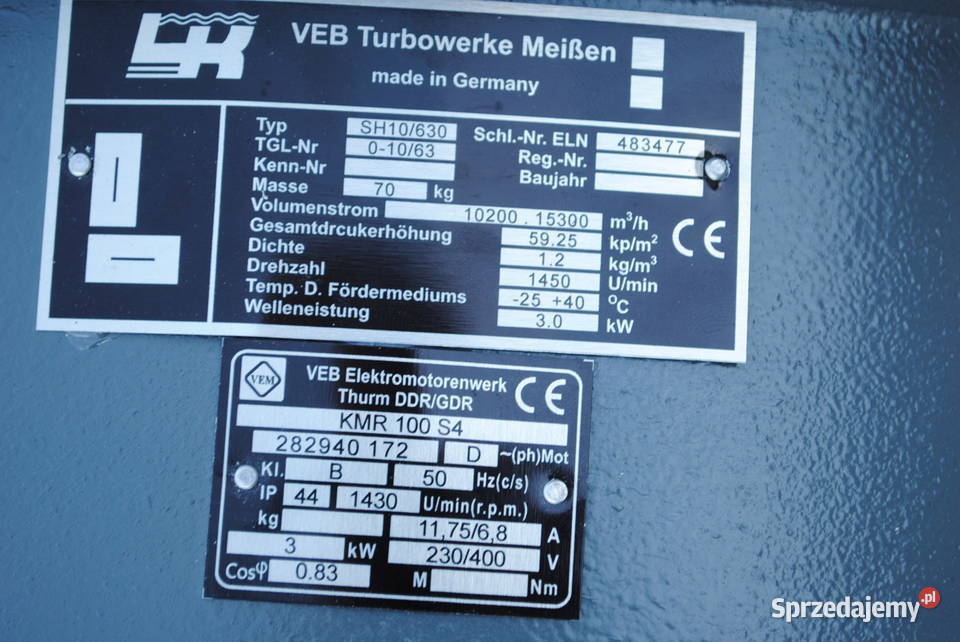 LK
VEB Turbowerke Meißen
made in Germany
Typ SH10/630 Schl.-Nr. ELN 483477
TGL-Nr 0-10/63 Reg.-Nr.
Kenn-Nr Baujahr
Masse 70 kg
Volumenstrom 10200 . 15300 m³/h
Gesamtdrcukerhöhung 59.25 kp/m²
Dichte 1.2 kg/m³
Drehzahl 1450 U/min
Temp. D. Fördermediums -25 +40 °C
Welleneistung 3.0 kW
CE
VEM
VEB Elektromotorenwerk
Thurm DDR/GDR
CE
KMR 100 S4
282940 172 D ~(ph)Mot
Kl. B 50 Hz(c/s)
IP 44 1430 U/min(r.p.m.)
kg 11,75/6,8 A
3 kW 230/400 V
Cosφ 0.83 M Nm
Sprzedajemy.pl